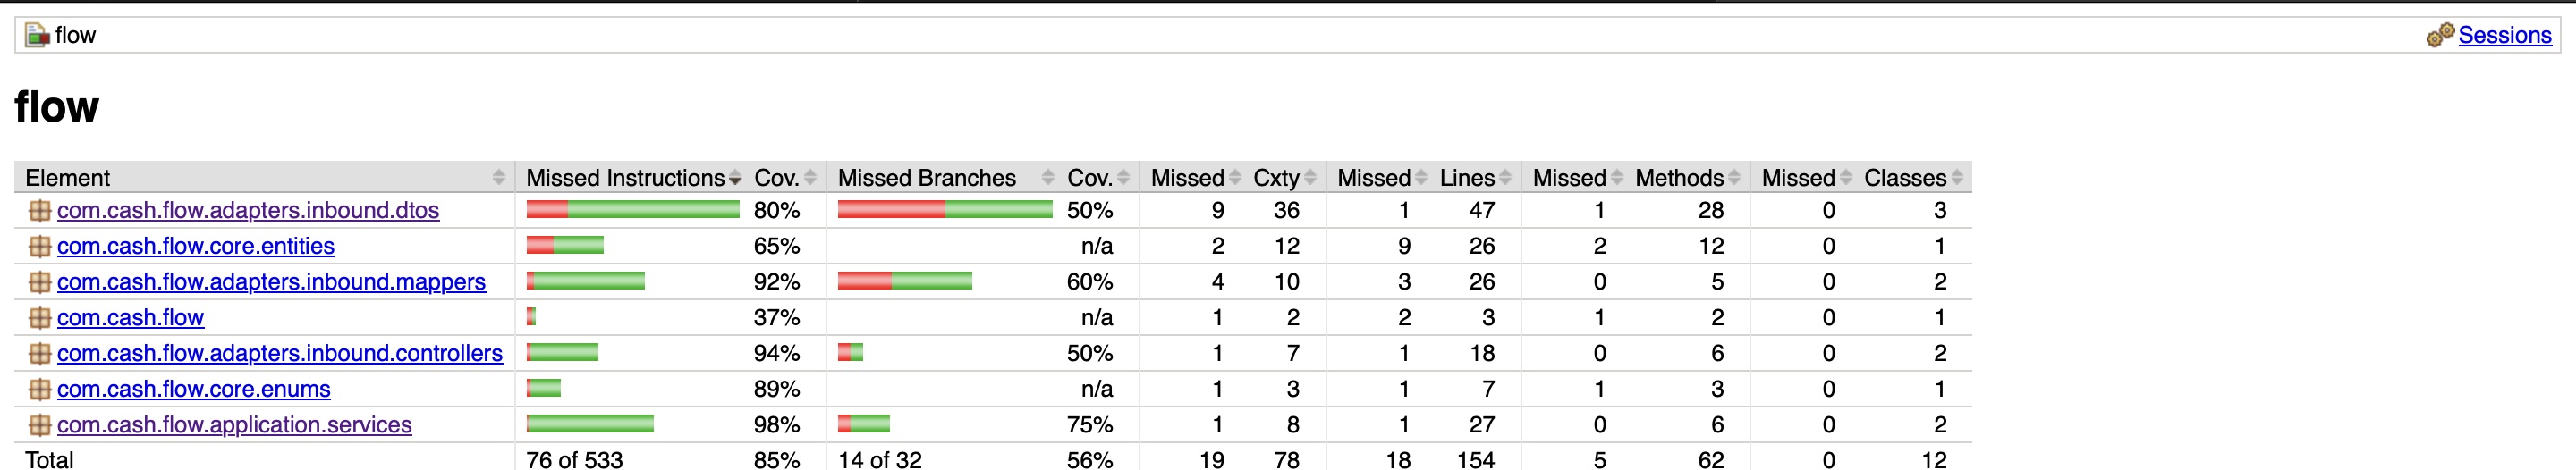 flow Sessions
flow
Element Missed Instructions Cov. Missed Branches Cov. Missed Cxty Missed Lines Missed Methods Missed Classes
com.cash.flow.adapters.inbound.dtos 80% 50% 9 36 1 47 1 28 0 3
com.cash.flow.core.entities 65% n/a 2 12 9 26 2 12 0 1
com.cash.flow.adapters.inbound.mappers 92% 60% 4 10 3 26 0 5 0 2
com.cash.flow 37% n/a 1 2 2 3 1 2 0 1
com.cash.flow.adapters.inbound.controllers 94% 50% 1 7 1 18 0 6 0 2
com.cash.flow.core.enums 89% n/a 1 3 1 7 1 3 0 1
com.cash.flow.application.services 98% 75% 1 8 1 27 0 6 0 2
Total 76 of 533 85% 14 of 32 56% 19 78 18 154 5 62 0 12